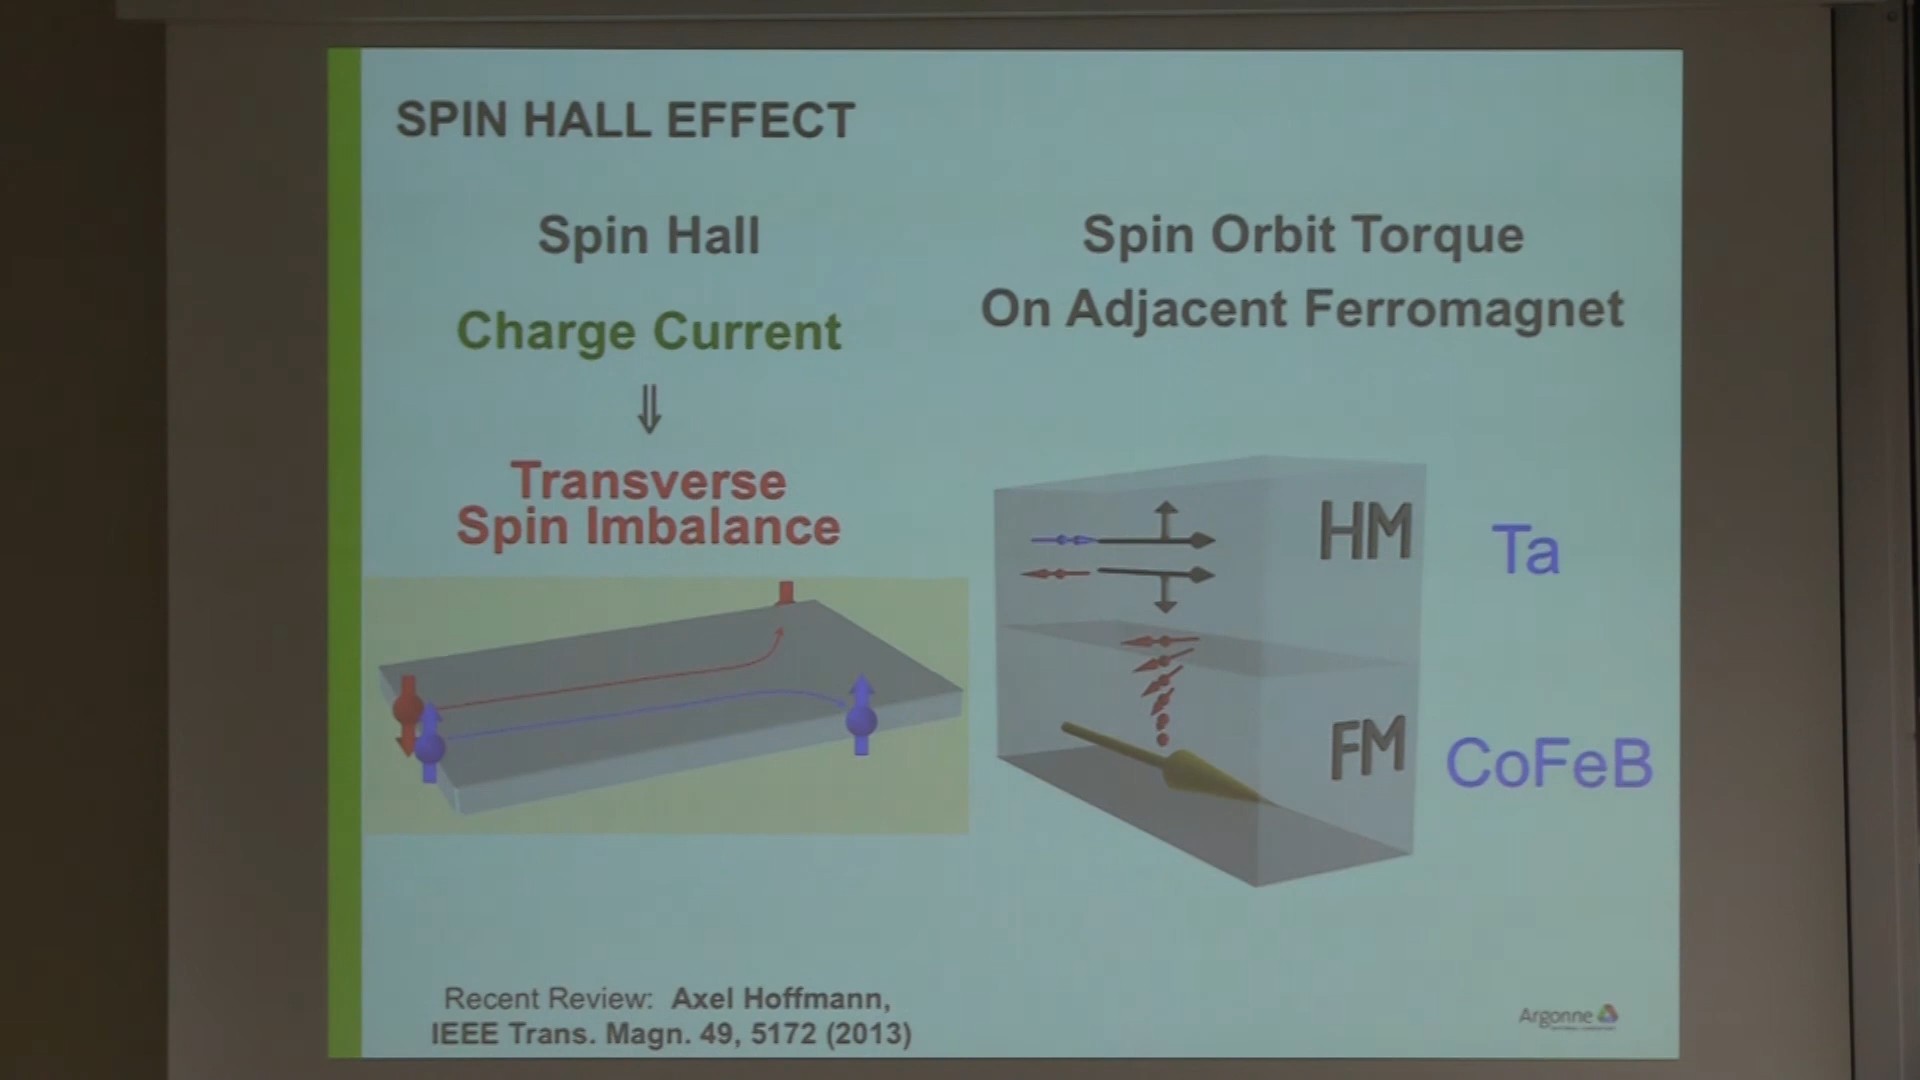 SPIN HALL EFFECT
Spin Hall
Charge Current
⇓
Transverse
Spin Imbalance
Spin Orbit Torque
On Adjacent Ferromagnet
HM
Ta
FM
CoFeB
Recent Review: Axel Hoffmann,
IEEE Trans. Magn. 49, 5172 (2013)
Argonne